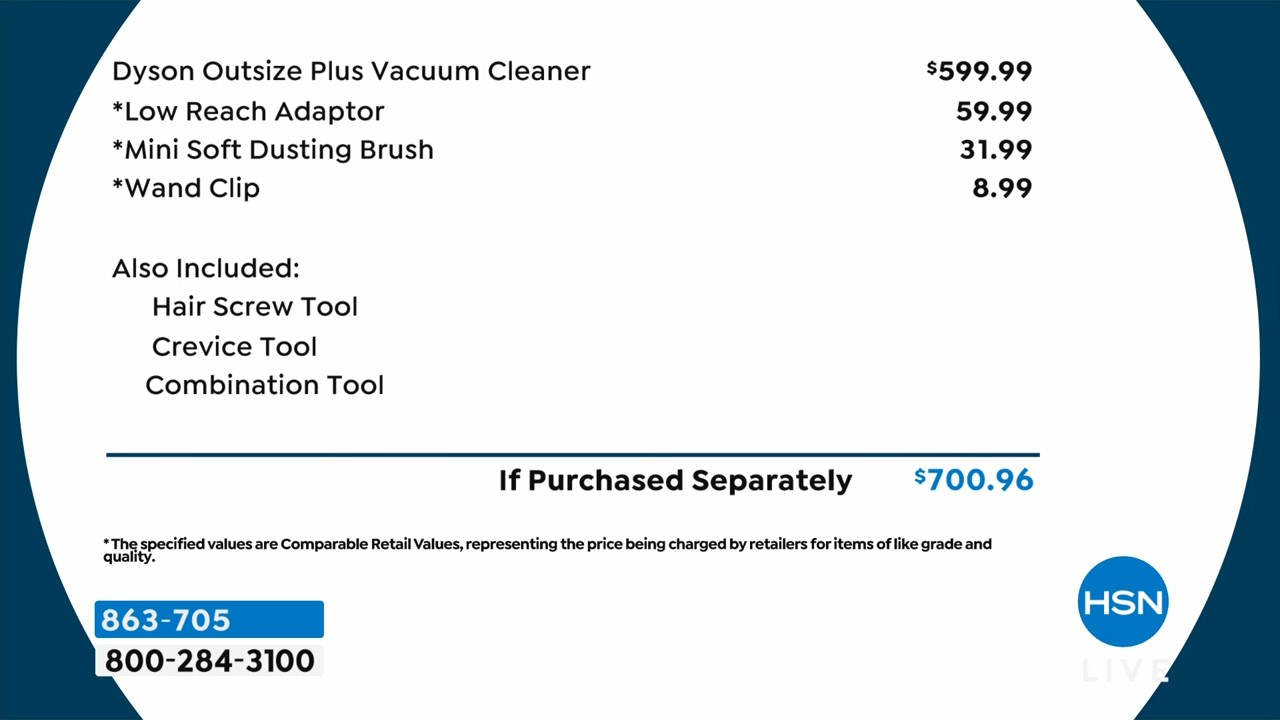 Dyson Outsize Plus Vacuum Cleaner $599.99
*Low Reach Adaptor 59.99
*Mini Soft Dusting Brush 31.99
*Wand Clip 8.99
Also Included:
Hair Screw Tool
Crevice Tool
Combination Tool
If Purchased Separately $700.96
*The specified values are Comparable Retail Values, representing the price being charged by retailers for items of like grade and
quality.
863-705
800-284-3100
HSN
LIVE